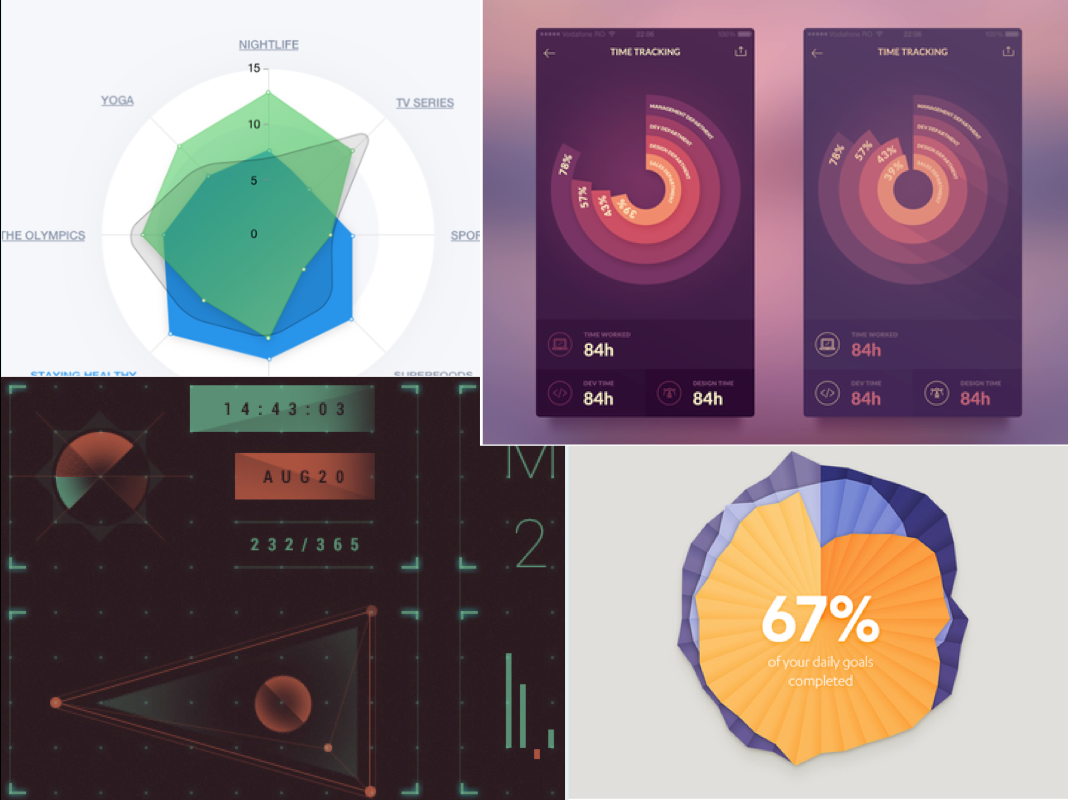 NIGHTLIFE
15
YOGA
TV SERIES
10
5
0
THE OLYMPICS
SPOR
STAYING HEALTHY
SUPERFOODS
Vodafone RO 22:06 100%
TIME TRACKING
MANAGEMENT DEPARTMENT
DEV DEPARTMENT
DESIGN DEPARTMENT
SALES DEPARTMENT
78%
57%
43%
39%
TIME WORKED
84h
DEV TIME
84h
DESIGN TIME
84h
Vodafone RO 22:06 100%
TIME TRACKING
MANAGEMENT DEPARTMENT
DEV DEPARTMENT
DESIGN DEPARTMENT
SALES DEPARTMENT
78%
57%
43%
39%
TIME WORKED
84h
DEV TIME
84h
DESIGN TIME
84h
14:43:03
AUG20
232/365
M
2
67%
of your daily goals
completed